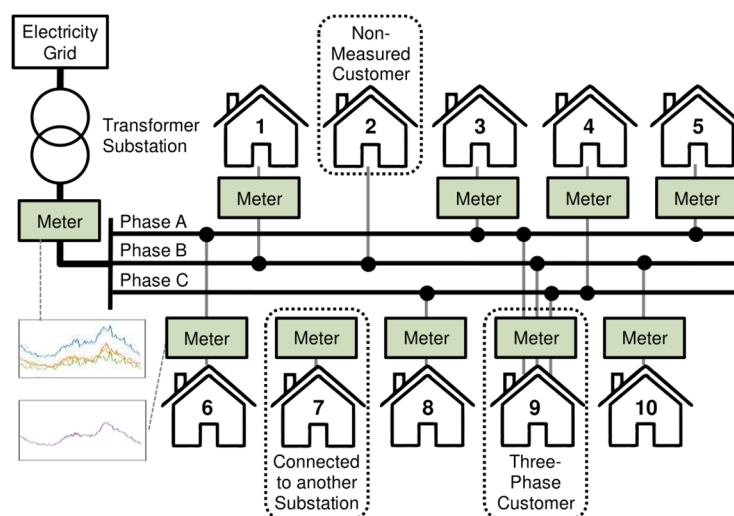 Electricity
Grid
Non-
Measured
Customer
Transformer
Substation
1
2
3
4
5
Meter
Meter
Meter
Meter
Meter
Phase A
Phase B
Phase C
Meter
Meter
Meter
Meter
Meter
6
7
8
9
10
Connected
to another
Substation
Three-
Phase
Customer